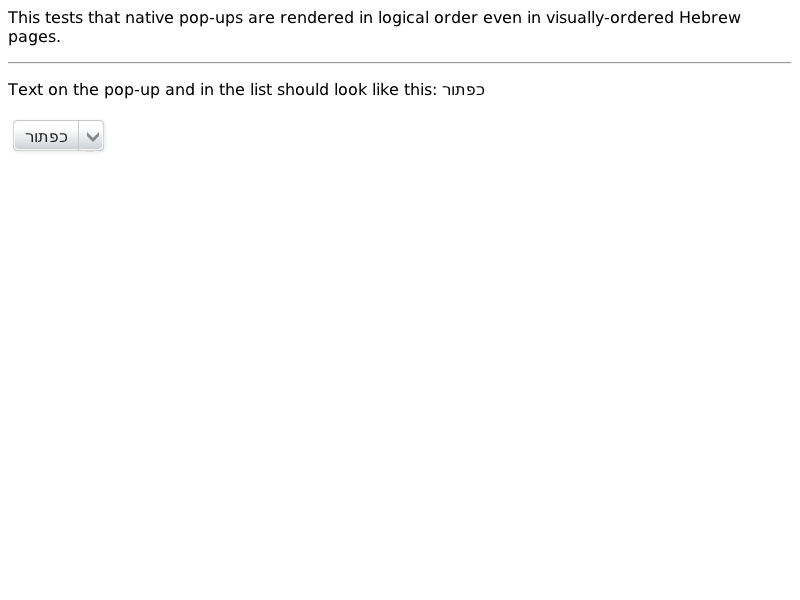 This tests that native pop-ups are rendered in logical order even in visually-ordered Hebrew
pages.
Text on the pop-up and in the list should look like this: כפתור
כפתור